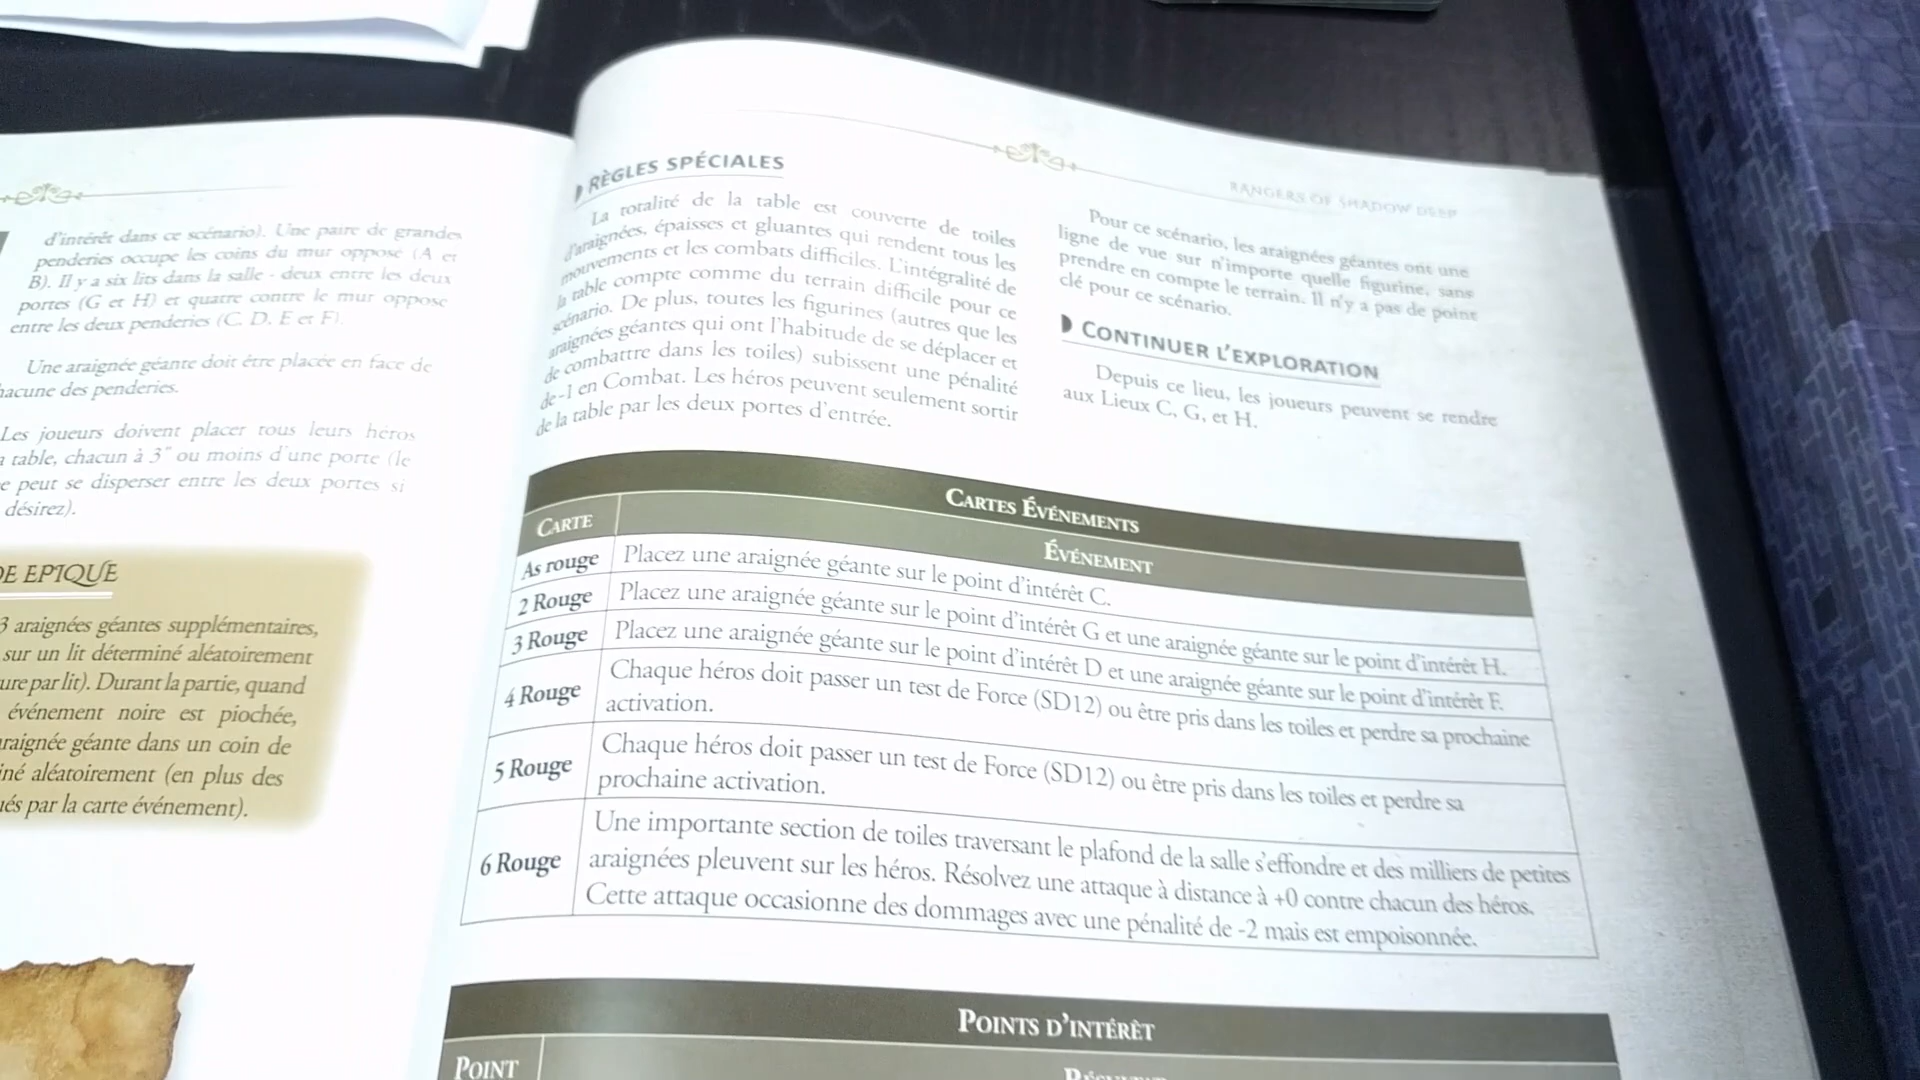 d'intérêt dans ce scénario). Une paire de grandes
penderies occupe les coins du mur opposé (A et
B). Il y a six lits dans la salle - deux entre les deux
portes (G et H) et quatre contre le mur opposé
entre les deux penderies (C, D, E et F).
Une araignée géante doit être placée en face de
hacune des penderies.
Les joueurs doivent placer tous leurs héros
a table, chacun à 3" ou moins d'une porte (le
e peut se disperser entre les deux portes si
désirez).
DE EPIQUE
3 araignées géantes supplémentaires,
sur un lit déterminé aléatoirement
ure par lit). Durant la partie, quand
événement noire est piochée,
raignée géante dans un coin de
iné aléatoirement (en plus des
ués par la carte événement).
RANGERS OF SHADOW DEEP
RÈGLES SPÉCIALES
La totalité de la table est couverte de toiles
d'araignées, épaisses et gluantes qui rendent tous les
mouvements et les combats difficiles. L'intégralité de
la table compte comme du terrain difficile pour ce
scénario. De plus, toutes les figurines (autres que les
araignées géantes qui ont l'habitude de se déplacer et
de combattre dans les toiles) subissent une pénalité
de -1 en Combat. Les héros peuvent seulement sortir
de la table par les deux portes d'entrée.
Pour ce scénario, les araignées géantes ont une
ligne de vue sur n'importe quelle figurine, sans
prendre en compte le terrain. Il n'y a pas de point
clé pour ce scénario.
CONTINUER L'EXPLORATION
Depuis ce lieu, les joueurs peuvent se rendre
aux Lieux C, G, et H.
CARTES ÉVÉNEMENTS
CARTE ÉVÉNEMENT
As rouge Placez une araignée géante sur le point d'intérêt C.
2 Rouge Placez une araignée géante sur le point d'intérêt G et une araignée géante sur le point d'intérêt H.
3 Rouge Placez une araignée géante sur le point d'intérêt D et une araignée géante sur le point d'intérêt F.
4 Rouge Chaque héros doit passer un test de Force (SD12) ou être pris dans les toiles et perdre sa prochaine
activation.
5 Rouge Chaque héros doit passer un test de Force (SD12) ou être pris dans les toiles et perdre sa
prochaine activation.
6 Rouge Une importante section de toiles traversant le plafond de la salle s'effondre et des milliers de petites
araignées pleuvent sur les héros. Résolvez une attaque à distance à +0 contre chacun des héros.
Cette attaque occasionne des dommages avec une pénalité de -2 mais est empoisonnée.
POINTS D'INTÉRÊT
POINT